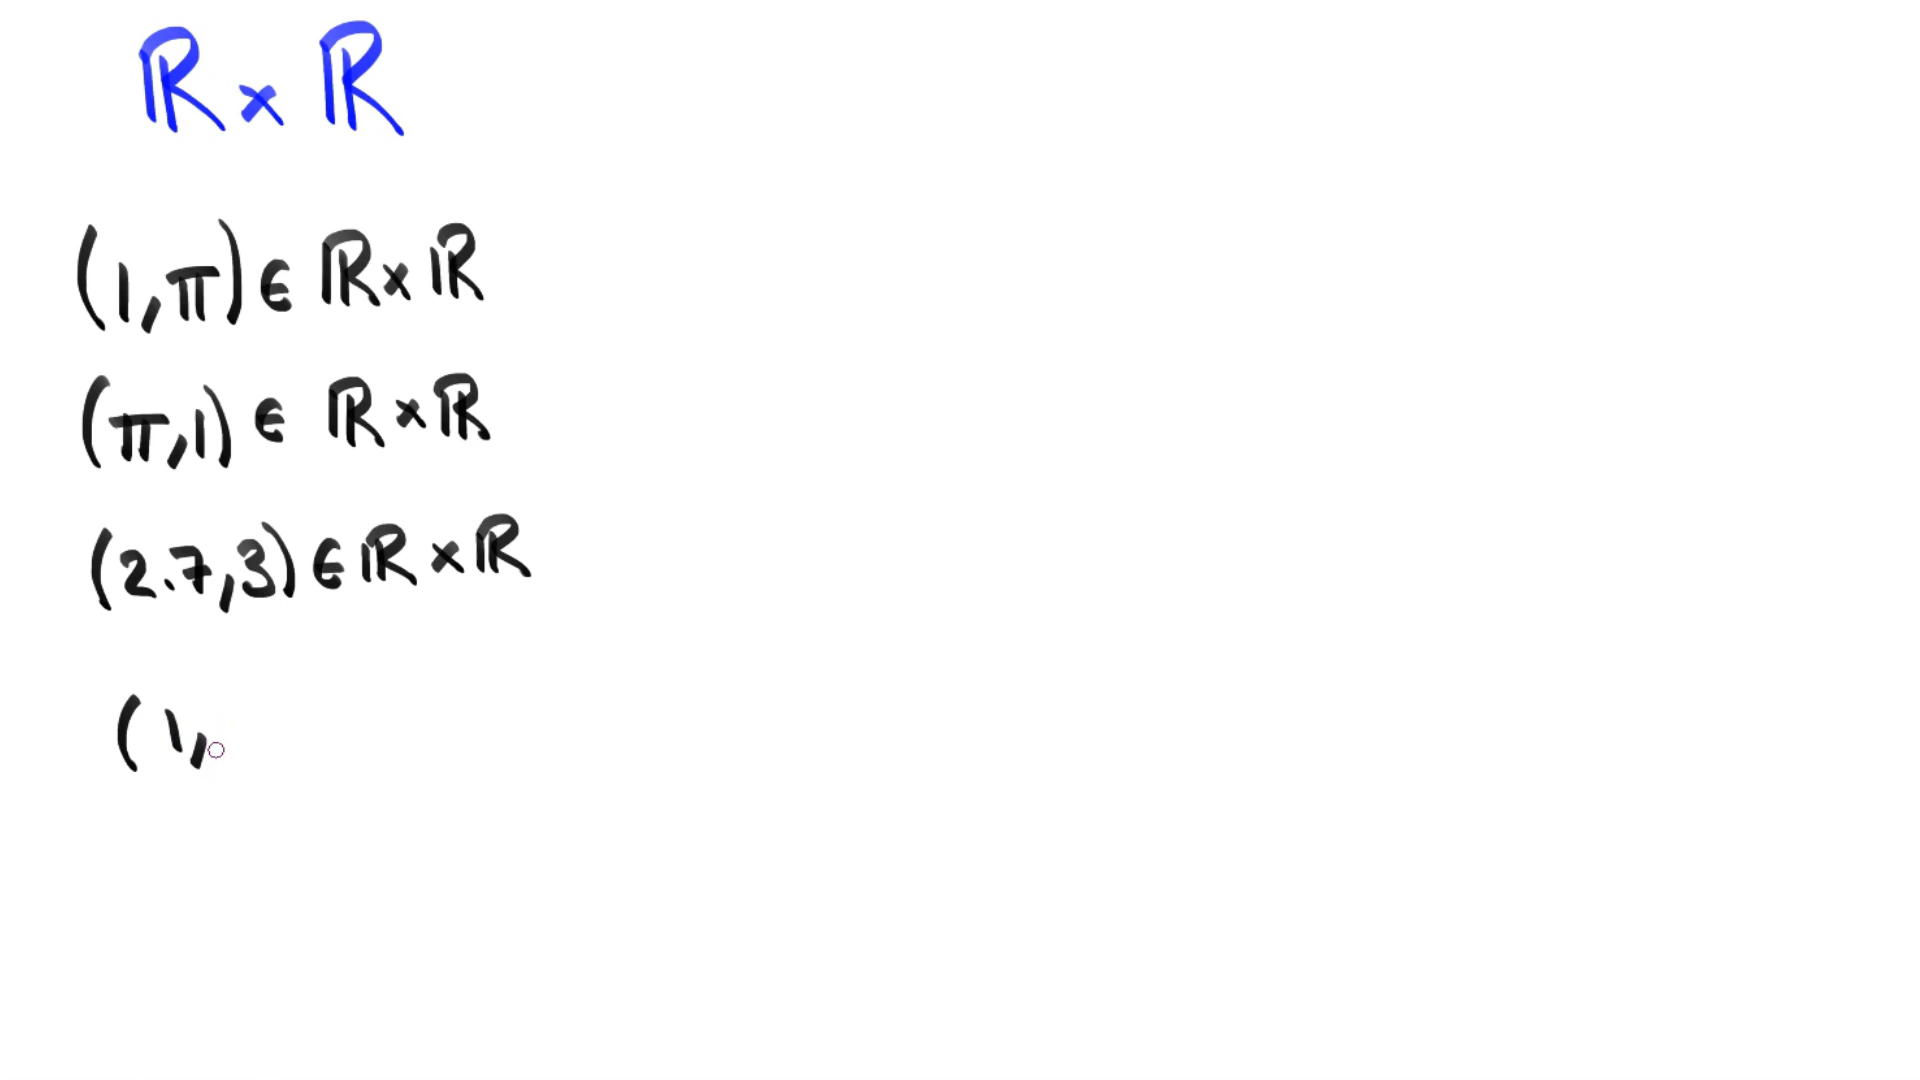 ℝ × ℝ
(1, π) ∈ ℝ × ℝ
(π, 1) ∈ ℝ × ℝ
(2.7, 3) ∈ ℝ × ℝ
(1,